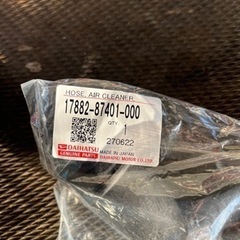 HOSE, AIR CLEANER
17882-87401-000
QTY
1
270622
DAIHATSU
GENUINE PARTS
MADE IN JAPAN
DAIHATSU MOTOR CO.,LTD.